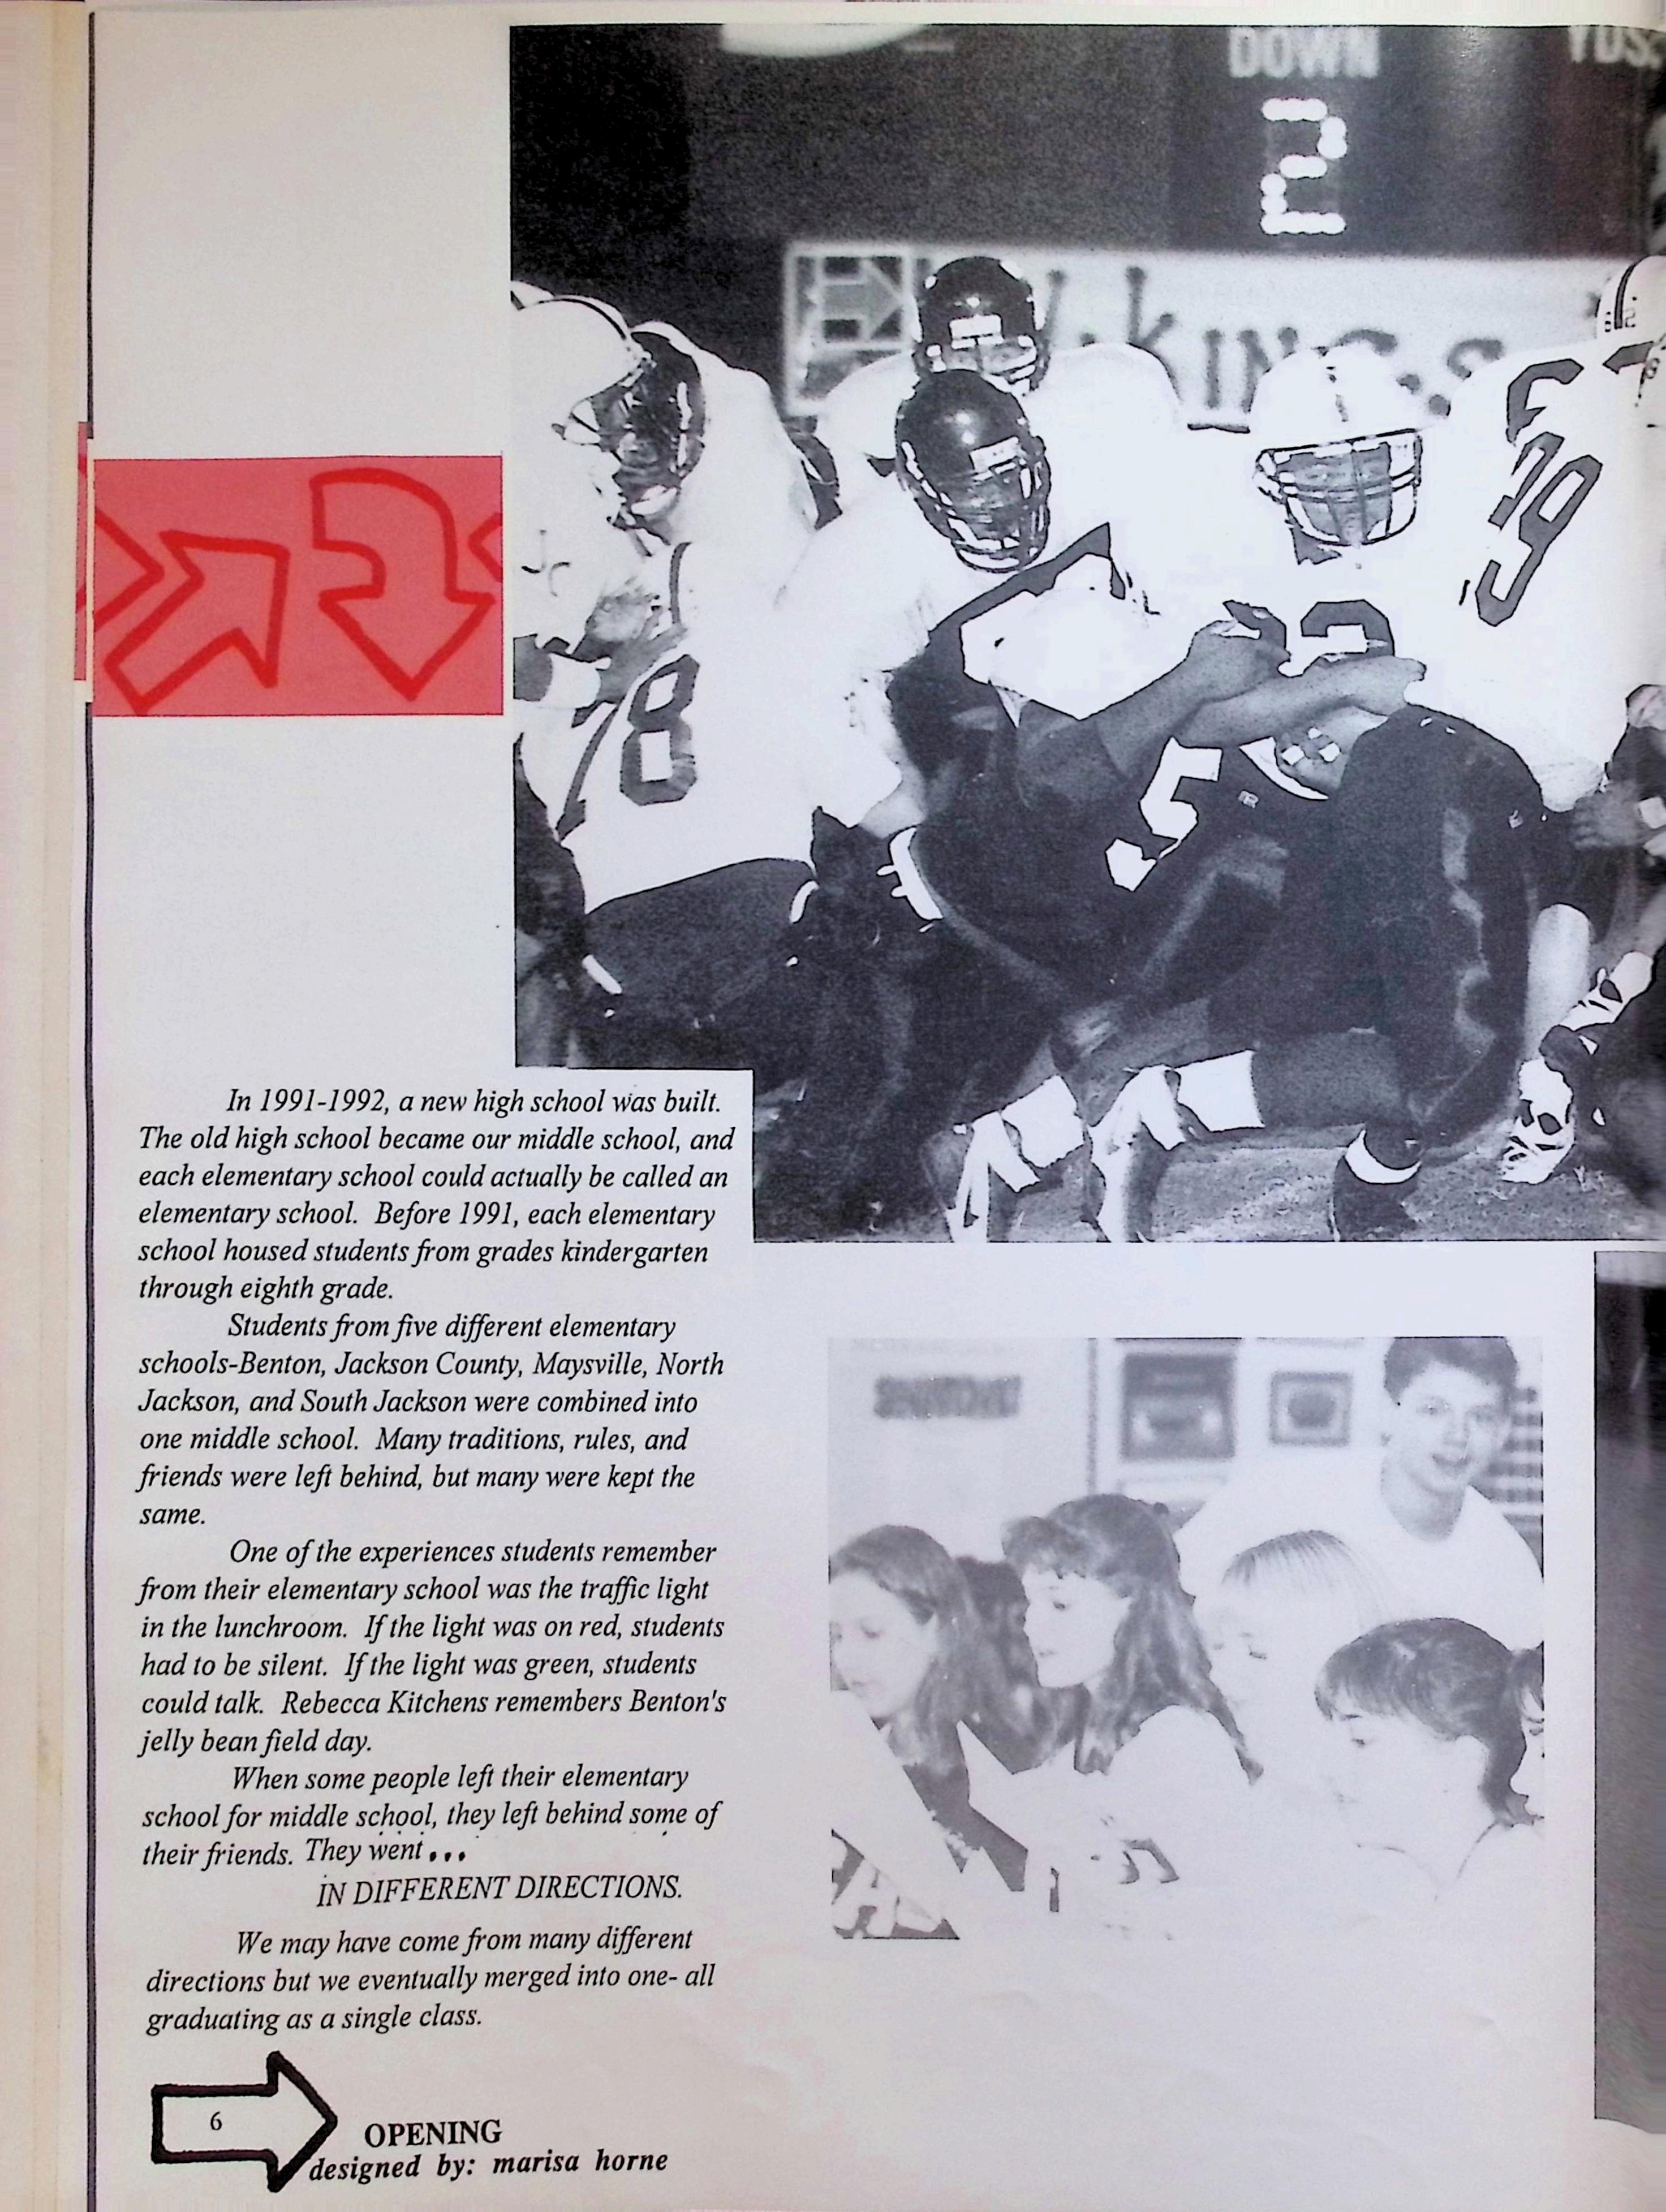 DOWN
YDS.
2
VIKINGS
78
5
39
In 1991-1992, a new high school was built.
The old high school became our middle school, and
each elementary school could actually be called an
elementary school. Before 1991, each elementary
school housed students from grades kindergarten
through eighth grade.
Students from five different elementary
schools-Benton, Jackson County, Maysville, North
Jackson, and South Jackson were combined into
one middle school. Many traditions, rules, and
friends were left behind, but many were kept the
same.
One of the experiences students remember
from their elementary school was the traffic light
in the lunchroom. If the light was on red, students
had to be silent. If the light was green, students
could talk. Rebecca Kitchens remembers Benton's
jelly bean field day.
When some people left their elementary
school for middle school, they left behind some of
their friends. They went...
IN DIFFERENT DIRECTIONS.
We may have come from many different
directions but we eventually merged into one- all
graduating as a single class.
6
OPENING
designed by: marisa horne